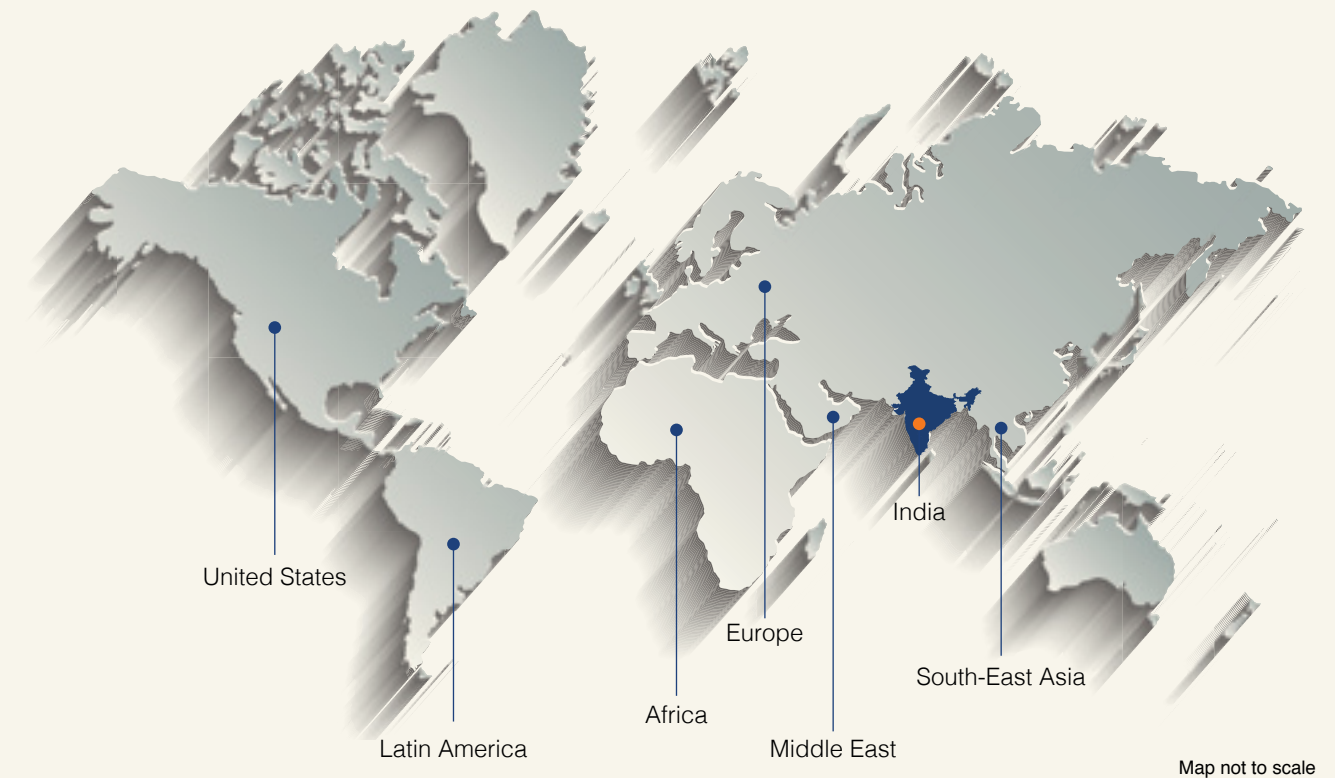 India
United States
Europe
South-East Asia
Africa
Latin America
Middle East
Map not to scale